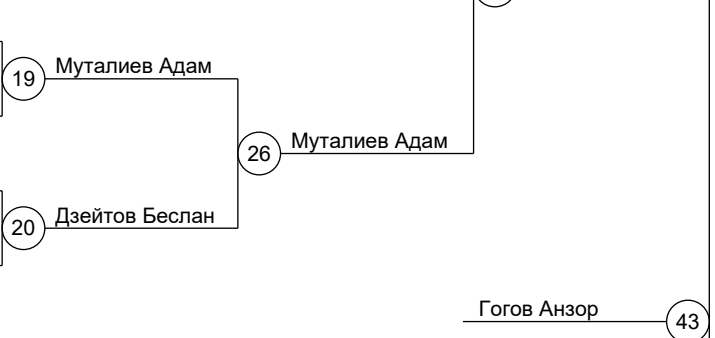 19 Муталиев Адам
26 Муталиев Адам
20 Дзейтов Беслан
Гогов Анзор 43